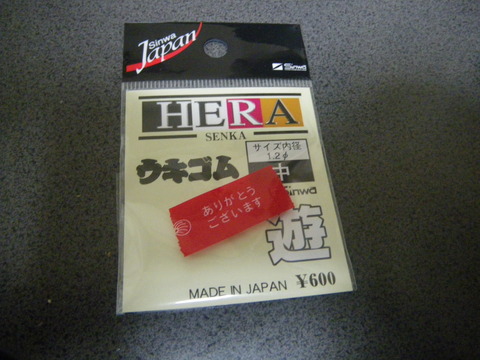 Sinwa
Japan
Sinwa
HERA
SENKA
ウキゴム
サイズ内径
1.2φ
中
Sinwa
ありがとう
ございます
遊
MADE IN JAPAN
¥600